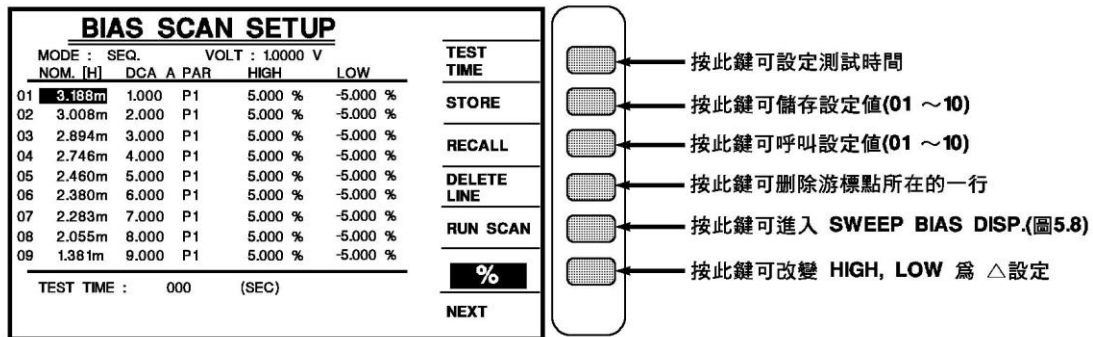 BIAS SCAN SETUP
MODE : SEQ. VOLT : 1.0000 V
NOM. [H] DCA A PAR HIGH LOW
01 3.188m 1.000 P1 5.000 % -5.000 %
02 3.008m 2.000 P1 5.000 % -5.000 %
03 2.894m 3.000 P1 5.000 % -5.000 %
04 2.746m 4.000 P1 5.000 % -5.000 %
05 2.460m 5.000 P1 5.000 % -5.000 %
06 2.380m 6.000 P1 5.000 % -5.000 %
07 2.283m 7.000 P1 5.000 % -5.000 %
08 2.055m 8.000 P1 5.000 % -5.000 %
09 1.381m 9.000 P1 5.000 % -5.000 %
TEST TIME : 000 (SEC)
TEST
TIME
STORE
RECALL
DELETE
LINE
RUN SCAN
%
NEXT
按此鍵可設定測試時間
按此鍵可儲存設定值(01 ～10)
按此鍵可呼叫設定值(01 ～10)
按此鍵可刪除游標點所在的一行
按此鍵可進入 SWEEP BIAS DISP.(圖5.8)
按此鍵可改變 HIGH, LOW 爲 △設定